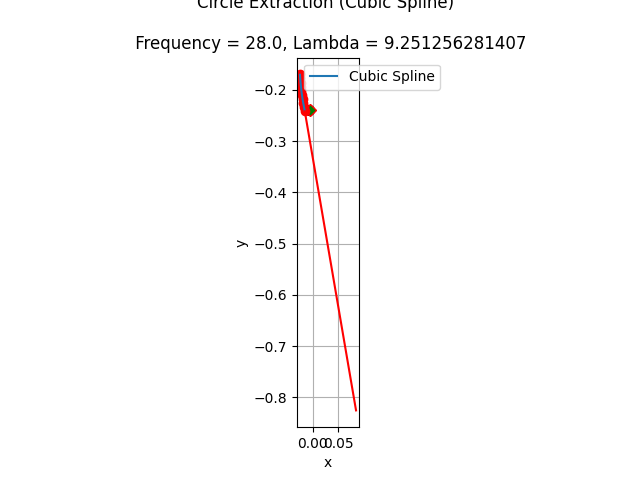 Circle Extraction (Cubic Spline)
Frequency = 28.0, Lambda = 9.251256281407
Cubic Spline
−0.2
−0.3
−0.4
−0.5
−0.6
−0.7
−0.8
y
0.00 0.05
x